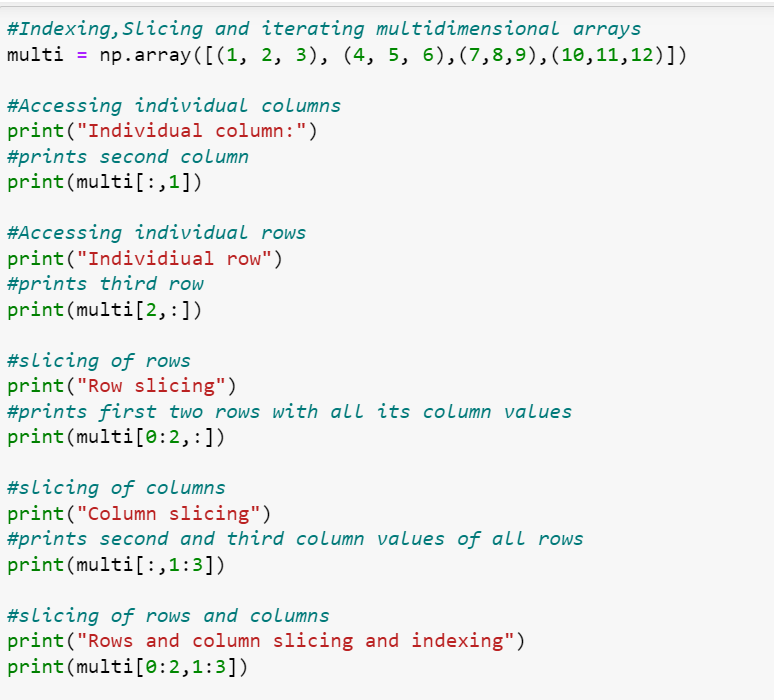 #Indexing,Slicing and iterating multidimensional arrays
multi = np.array([(1, 2, 3), (4, 5, 6),(7,8,9),(10,11,12)])
#Accessing individual columns
print("Individual column:")
#prints second column
print(multi[:,1])
#Accessing individual rows
print("Individiual row")
#prints third row
print(multi[2,:])
#slicing of rows
print("Row slicing")
#prints first two rows with all its column values
print(multi[0:2,:])
#slicing of columns
print("Column slicing")
#prints second and third column values of all rows
print(multi[:,1:3])
#slicing of rows and columns
print("Rows and column slicing and indexing")
print(multi[0:2,1:3])